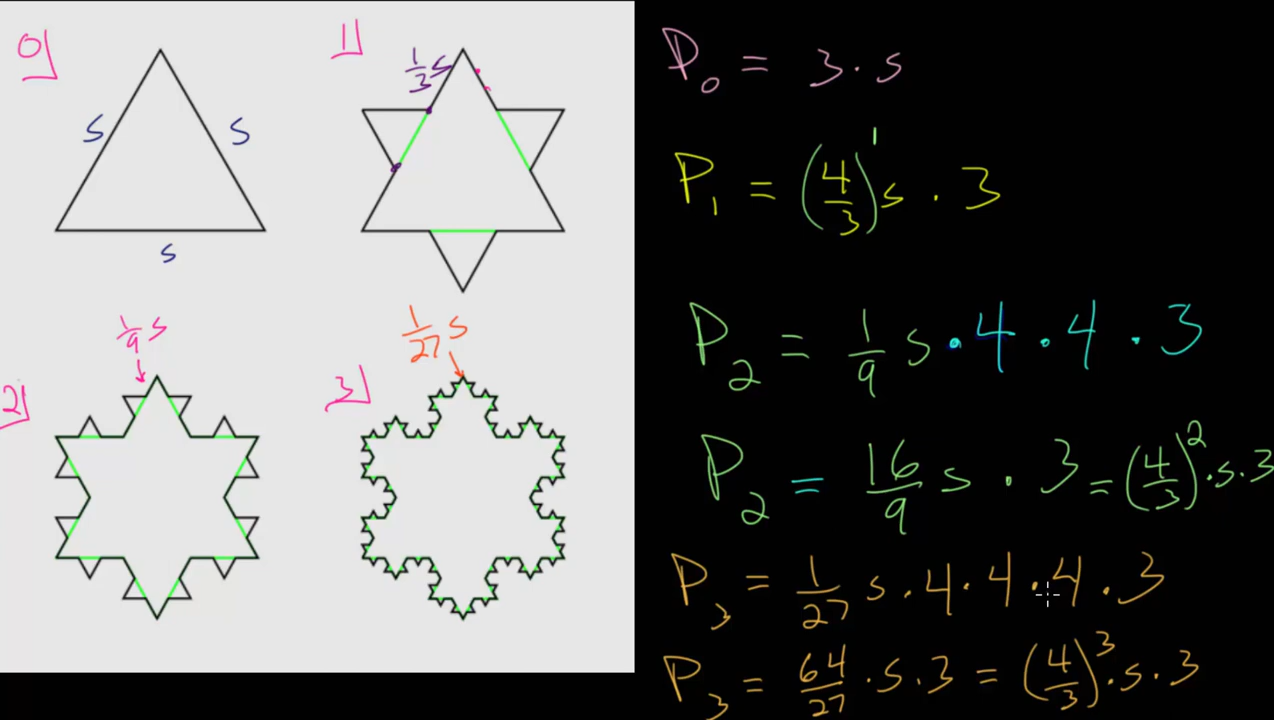 0)
1)
1/3 s
s
s
s
1/9 s
1/27 s
2)
3)
P₀ = 3 · s
P₁ = (4/3)¹ s · 3
P₂ = 1/9 s · 4 · 4 · 3
P₂ = 16/9 s · 3 = (4/3)² · s · 3
P₃ = 1/27 s · 4 · 4 · 4 · 3
P₃ = 64/27 · s · 3 = (4/3)³ · s · 3